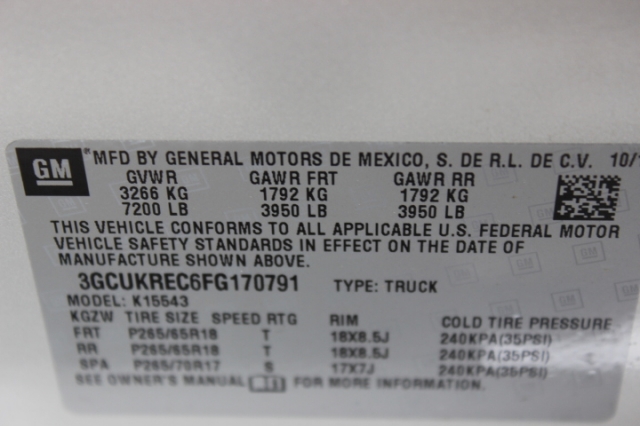 GM
®MFD BY GENERAL MOTORS DE MEXICO, S. DE R.L. DE C.V. 10/1
GVWR GAWR FRT GAWR RR
3266 KG 1792 KG 1792 KG
7200 LB 3950 LB 3950 LB
THIS VEHICLE CONFORMS TO ALL APPLICABLE U.S. FEDERAL MOTOR
VEHICLE SAFETY STANDARDS IN EFFECT ON THE DATE OF
MANUFACTURE SHOWN ABOVE.
3GCUKREC6FG170791 TYPE: TRUCK
MODEL: K15543
KGZW TIRE SIZE SPEED RTG RIM COLD TIRE PRESSURE
FRT P265/65R18 T 18X8.5J 240KPA(35PSI)
RR P265/65R18 T 18X8.5J 240KPA(35PSI)
SPA P265/70R17 S 17X7J 240KPA(35PSI)
SEE OWNER'S MANUAL FOR MORE INFORMATION.